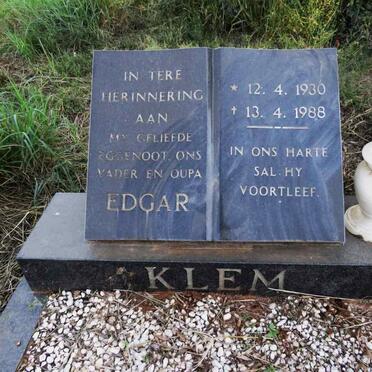 IN TERE
HERINNERING
AAN
MY GELIEFDE
EGGENOOT, ONS
VADER EN OUPA
EDGAR
* 12. 4. 1930
† 13. 4. 1988
IN ONS HARTE
SAL HY
VOORTLEEF.
KLEM